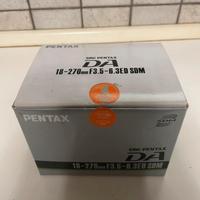 smc PENTAX
DA
18-270mm F3.5-6.3ED SDM
PENTAX
smc PENTAX
DA
18-270mm F3.5-6.3ED SDM